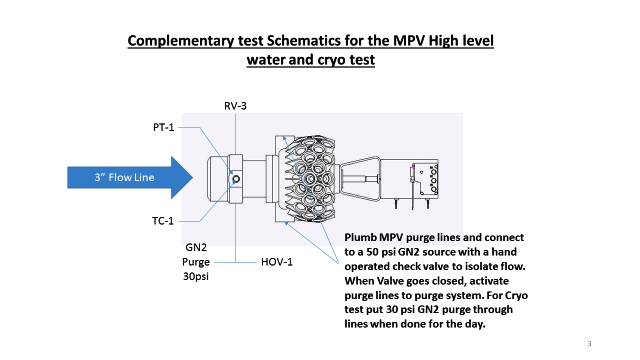 Complementary test Schematics for the MPV High level
water and cryo test
RV-3
PT-1
3” Flow Line
TC-1
GN2
Purge
30psi
HOV-1
Plumb MPV purge lines and connect
to a 50 psi GN2 source with a hand
operated check valve to isolate flow.
When Valve goes closed, activate
purge lines to purge system. For Cryo
test put 30 psi GN2 purge through
lines when done for the day.
3